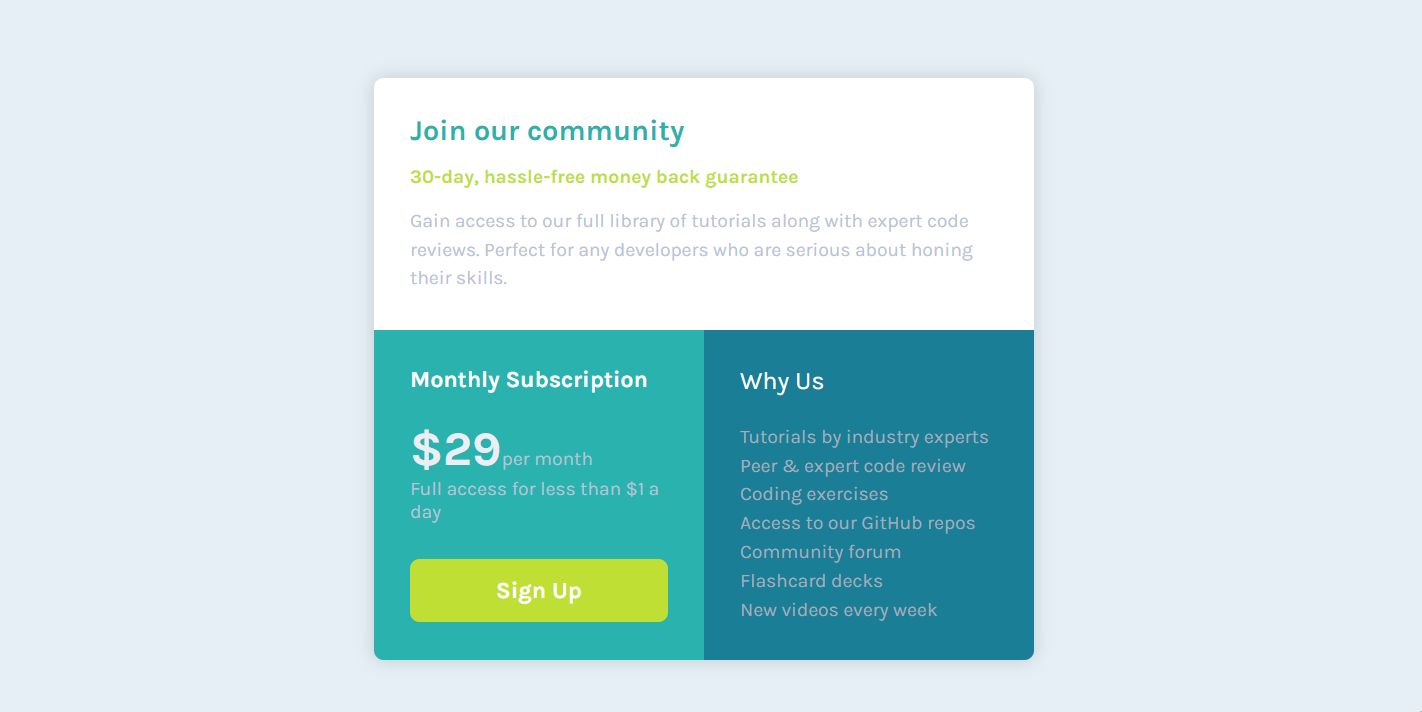 Join our community
30-day, hassle-free money back guarantee
Gain access to our full library of tutorials along with expert code
reviews. Perfect for any developers who are serious about honing
their skills.
Monthly Subscription
$29 per month
Full access for less than $1 a
day
Sign Up
Why Us
Tutorials by industry experts
Peer & expert code review
Coding exercises
Access to our GitHub repos
Community forum
Flashcard decks
New videos every week